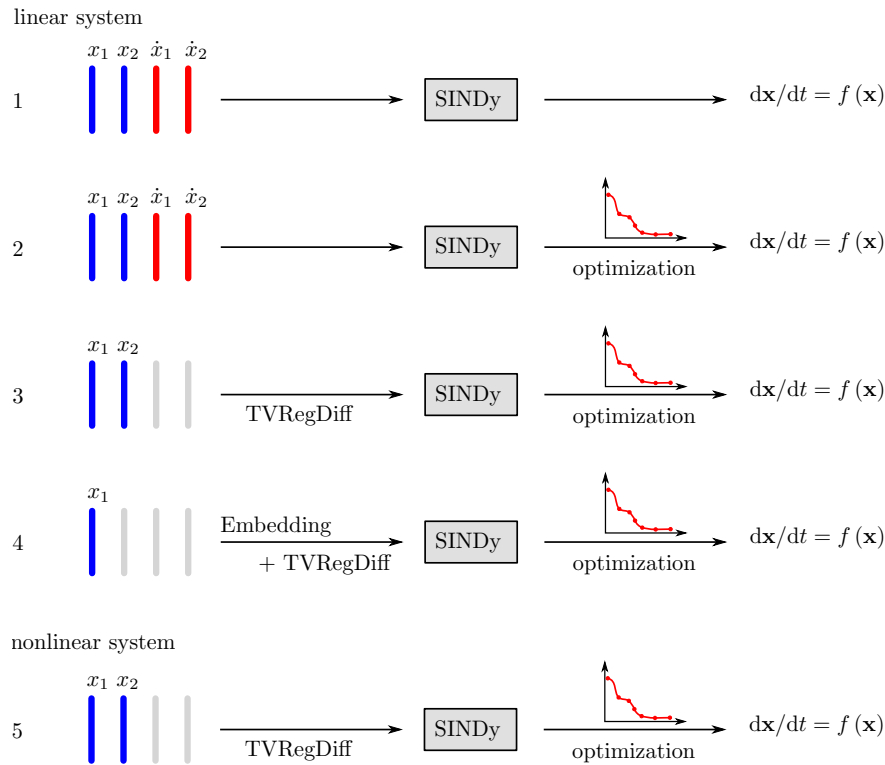 linear system
x₁ x₂ ẋ₁ ẋ₂
1 SINDy dx/dt = f (x)
x₁ x₂ ẋ₁ ẋ₂
2 SINDy optimization dx/dt = f (x)
x₁ x₂
3 TVRegDiff SINDy optimization dx/dt = f (x)
x₁
4 Embedding + TVRegDiff SINDy optimization dx/dt = f (x)
nonlinear system
x₁ x₂
5 TVRegDiff SINDy optimization dx/dt = f (x)